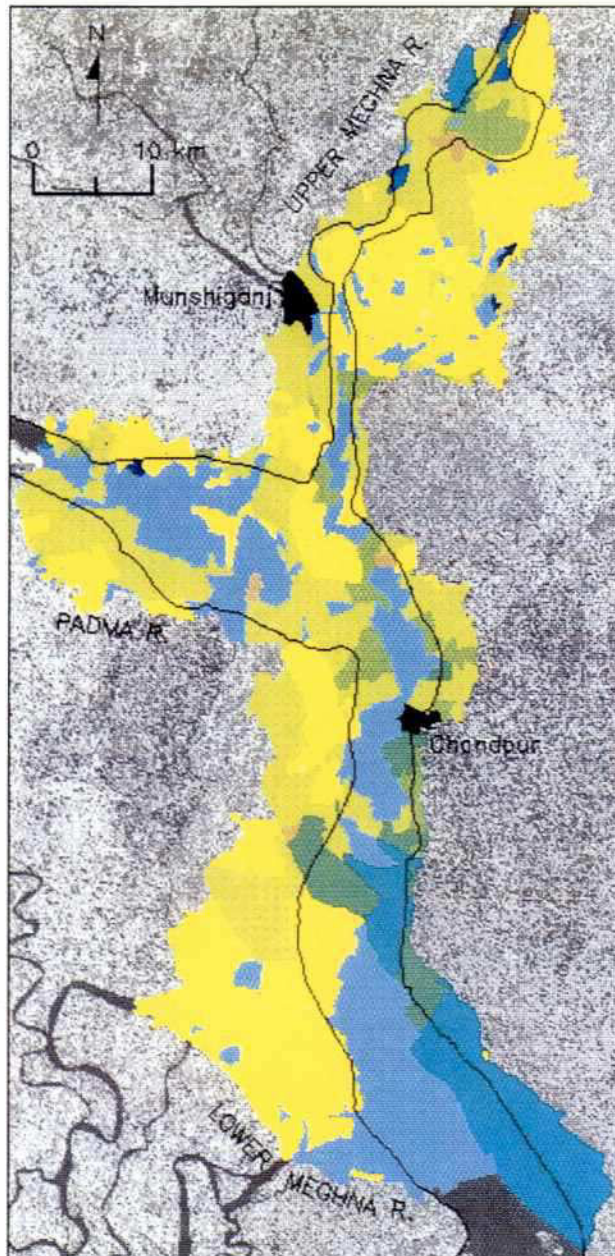 N
0 10 km
UPPER MEGHNA R.
Munshiganj
PADMA R.
Chandpur
LOWER MEGHNA R.